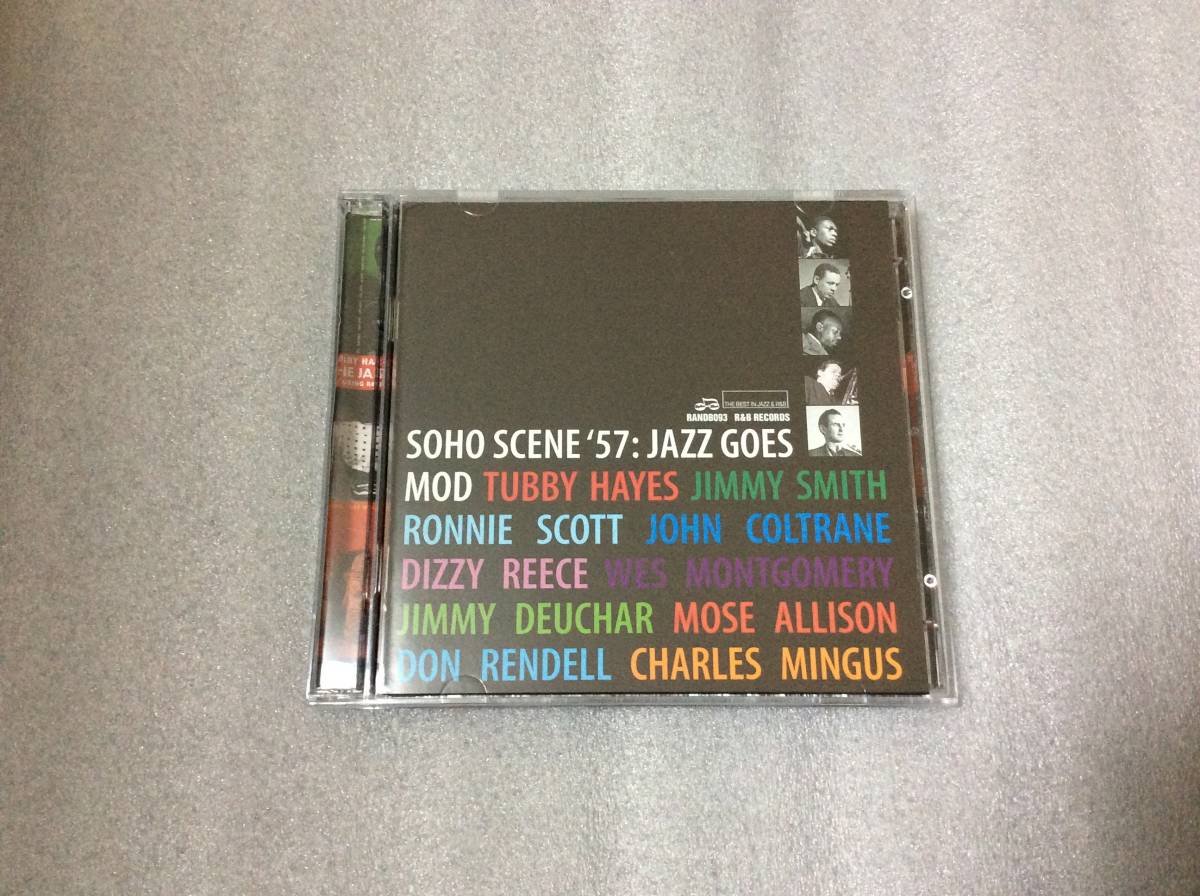 THE BEST IN JAZZ & R&B
RANDB093 R&B RECORDS
SOHO SCENE '57: JAZZ GOES
MOD TUBBY HAYES JIMMY SMITH
RONNIE SCOTT JOHN COLTRANE
DIZZY REECE WES MONTGOMERY
JIMMY DEUCHAR MOSE ALLISON
DON RENDELL CHARLES MINGUS